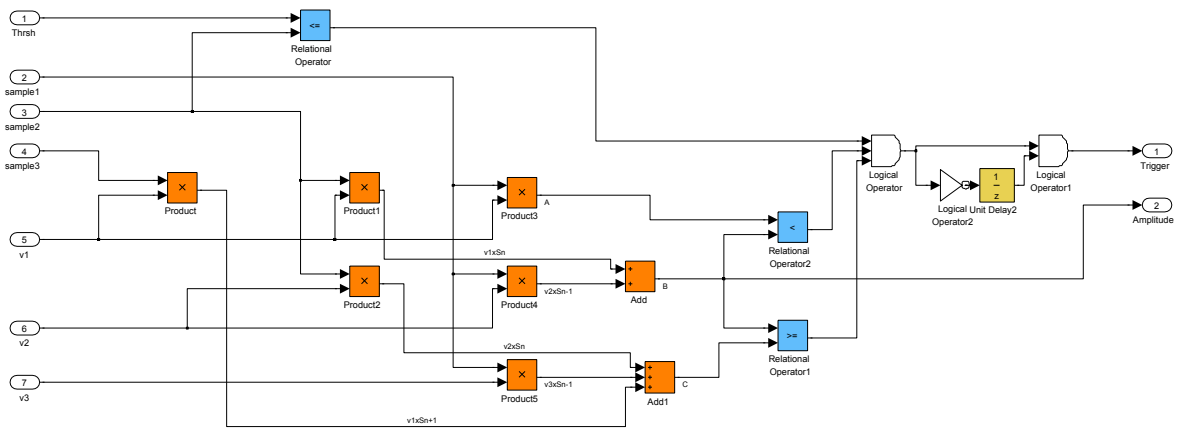 1
Thrsh
<=
Relational
Operator
2
sample1
3
sample2
4
sample3
×
Product
×
Product1
×
Product3
A
Logical
Operator
Logical
Operator2
1
z
Unit Delay2
Logical
Operator1
1
Trigger
2
Amplitude
5
v1
<
Relational
Operator2
v1xSn
×
Product2
×
Product4
v2xSn-1
+
+
Add
B
6
v2
>=
Relational
Operator1
v2xSn
7
v3
×
Product5
v3xSn-1
+
+
+
Add1
C
v1xSn+1